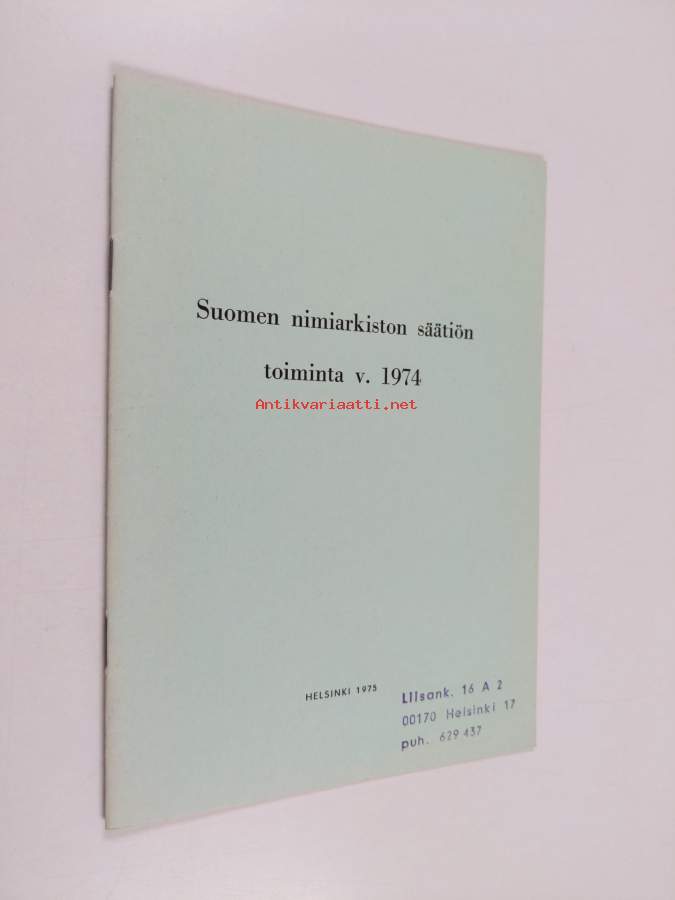 Suomen nimiarkiston säätiön
toiminta v. 1974
Antikvariaatti.net
HELSINKI 1975
Liisank. 16 A 2
00170 Helsinki 17
puh. 629 437